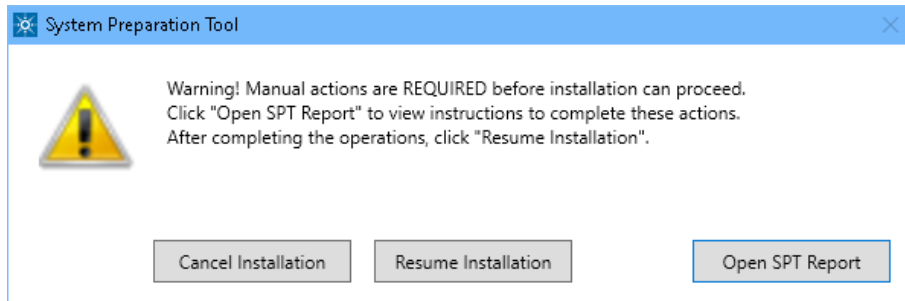 System Preparation Tool
Warning! Manual actions are REQUIRED before installation can proceed.
Click "Open SPT Report" to view instructions to complete these actions.
After completing the operations, click "Resume Installation".
Cancel Installation
Resume Installation
Open SPT Report